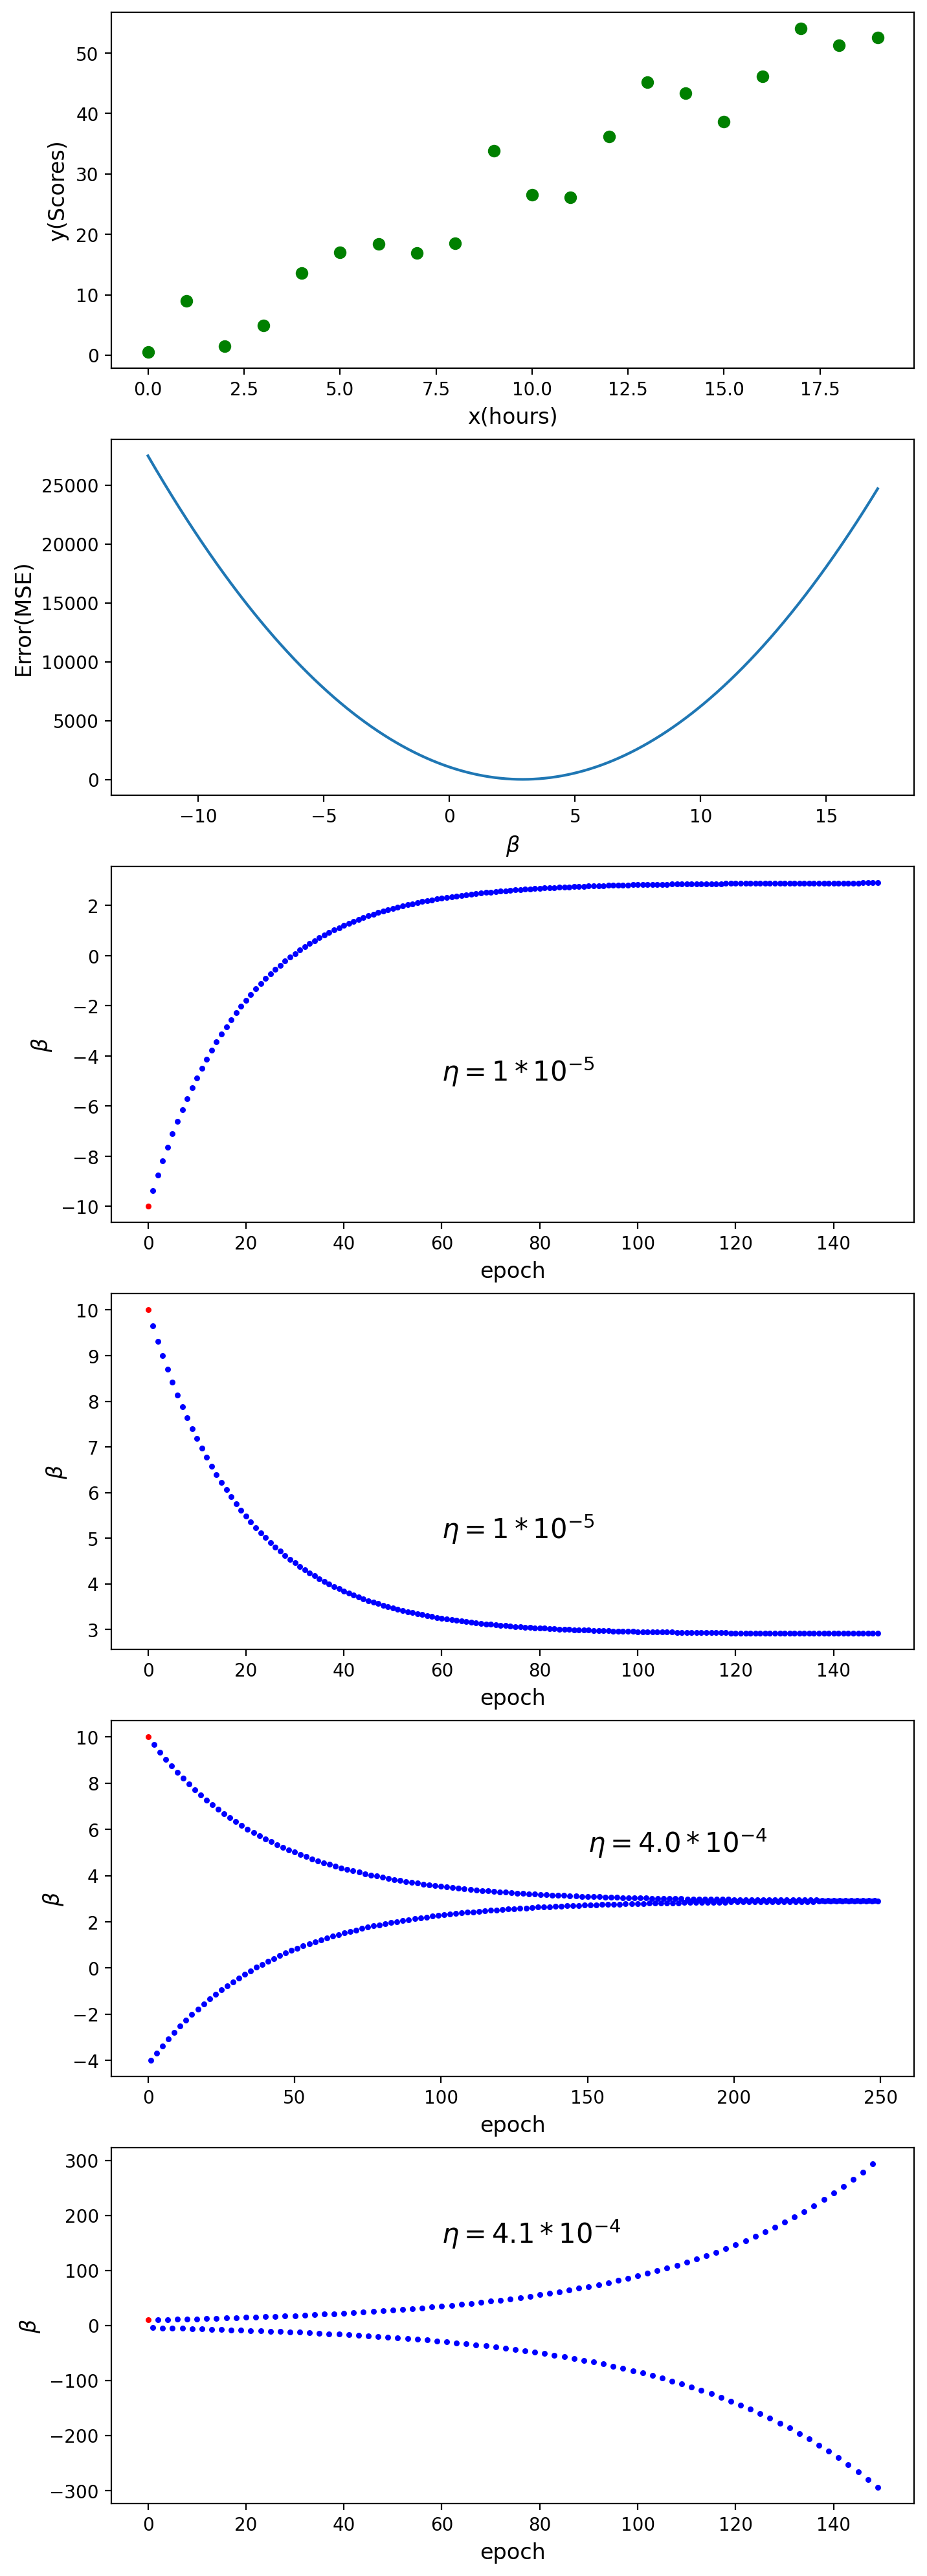 50
40
30
20
10
0
y(Scores)
0.0 2.5 5.0 7.5 10.0 12.5 15.0 17.5
x(hours)
25000
20000
15000
10000
5000
0
Error(MSE)
−10 −5 0 5 10 15
β
2
0
−2
−4
−6
−8
−10
β
η = 1 * 10⁻⁵
0 20 40 60 80 100 120 140
epoch
10
9
8
7
6
5
4
3
β
η = 1 * 10⁻⁵
0 20 40 60 80 100 120 140
epoch
10
8
6
4
2
0
−2
−4
β
η = 4.0 * 10⁻⁴
0 50 100 150 200 250
epoch
300
200
100
0
−100
−200
−300
β
η = 4.1 * 10⁻⁴
0 20 40 60 80 100 120 140
epoch